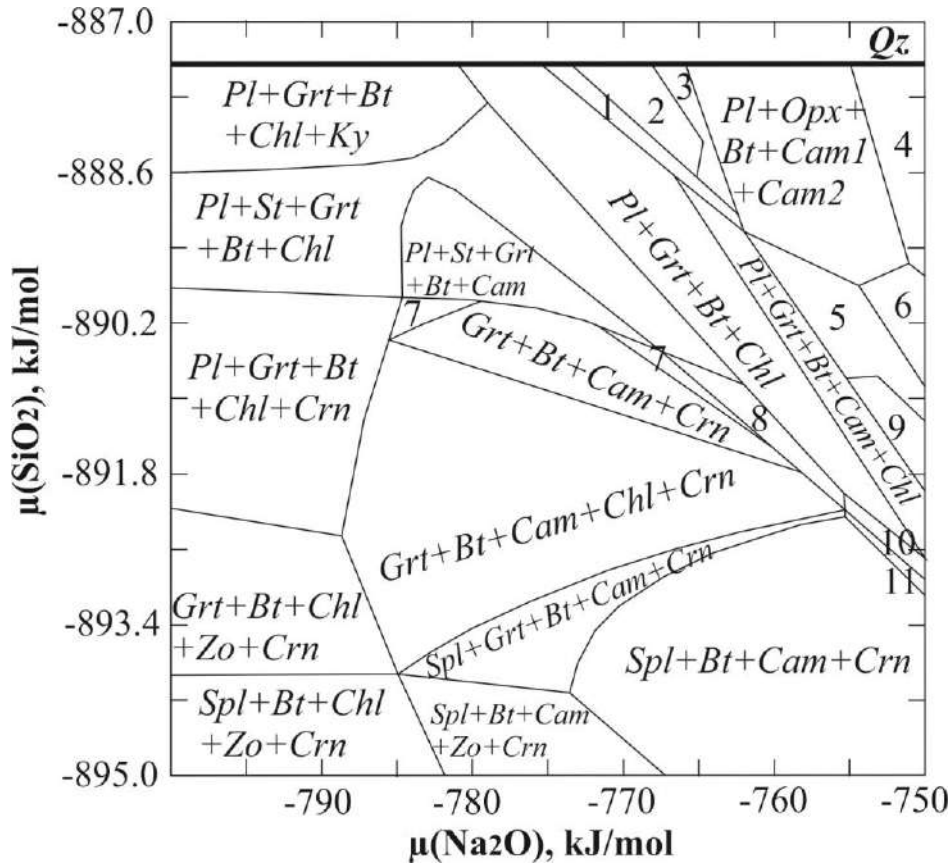 -887.0
Qz
Pl+Grt+Bt
+Chl+Ky
1
2
3
Pl+Opx+
Bt+Cam1
+Cam2
4
-888.6
Pl+St+Grt
+Bt+Chl
Pl+St+Grt
+Bt+Cam
Pl+Grt+Bt+Chl
Pl+Grt+Bt+Cam+Chl
5
6
-890.2
7
7
Grt+Bt+Cam+Crn
Pl+Grt+Bt
+Chl+Crn
8
9
-891.8
Grt+Bt+Cam+Chl+Crn
10
11
-893.4
Grt+Bt+Chl
+Zo+Crn
Spl+Grt+Bt+Cam+Crn
Spl+Bt+Cam+Crn
Spl+Bt+Chl
+Zo+Crn
Spl+Bt+Cam
+Zo+Crn
-895.0
-790
-780
-770
-760
-750
μ(SiO2), kJ/mol
μ(Na2O), kJ/mol